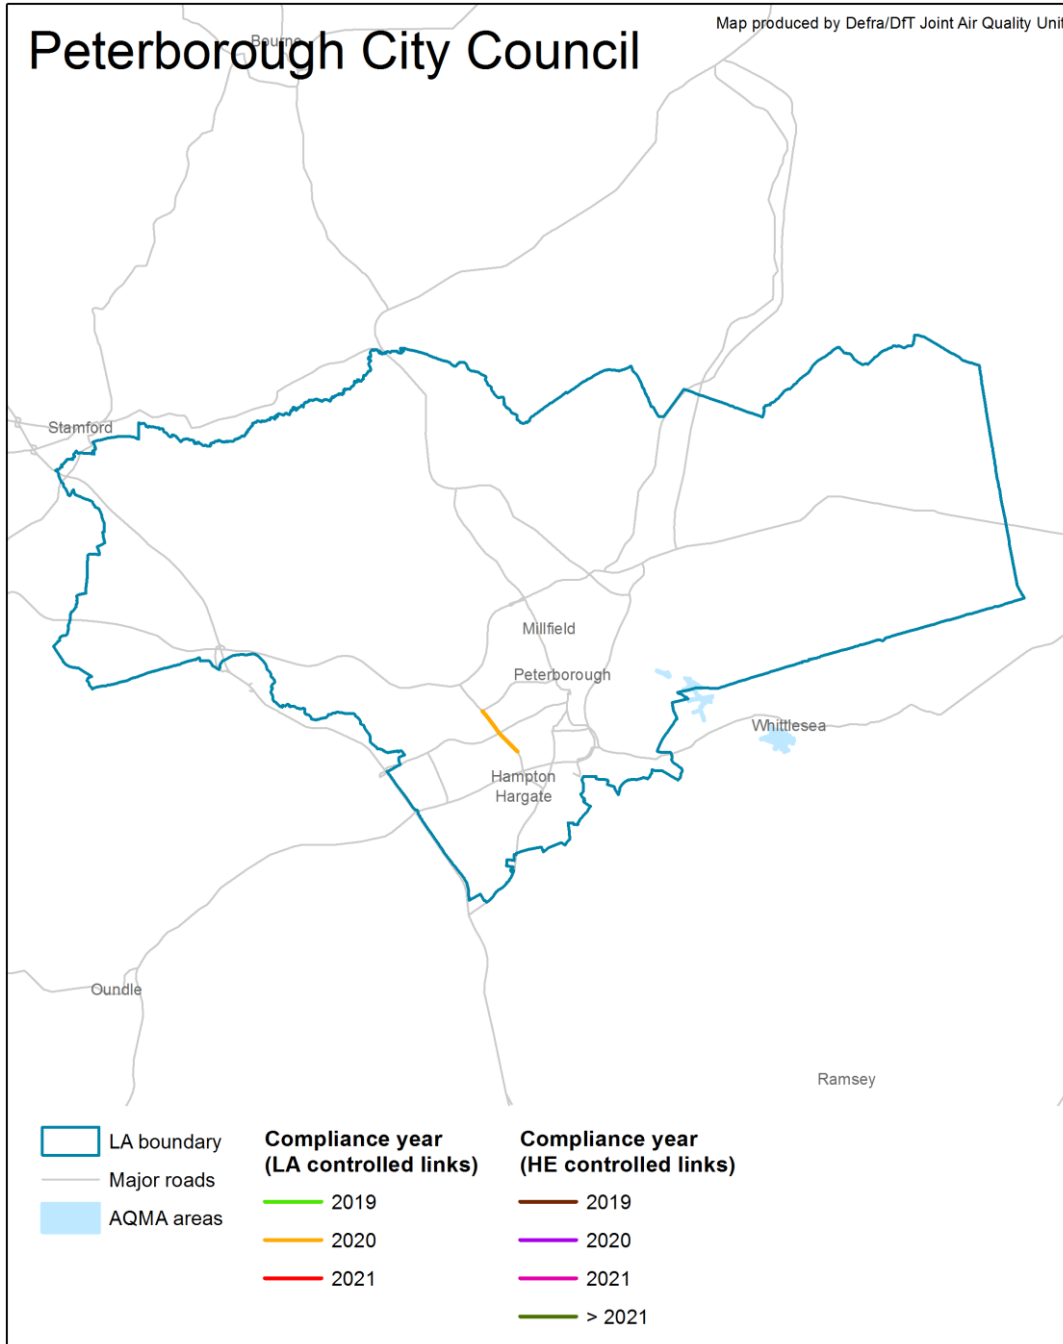 Map produced by Defra/DfT Joint Air Quality Unit
Peterborough City Council
Bourne
Stamford
Millfield
Peterborough
Whittlesea
Hampton
Hargate
Oundle
Ramsey
LA boundary
Major roads
AQMA areas
Compliance year
(LA controlled links)
2019
2020
2021
Compliance year
(HE controlled links)
2019
2020
2021
> 2021